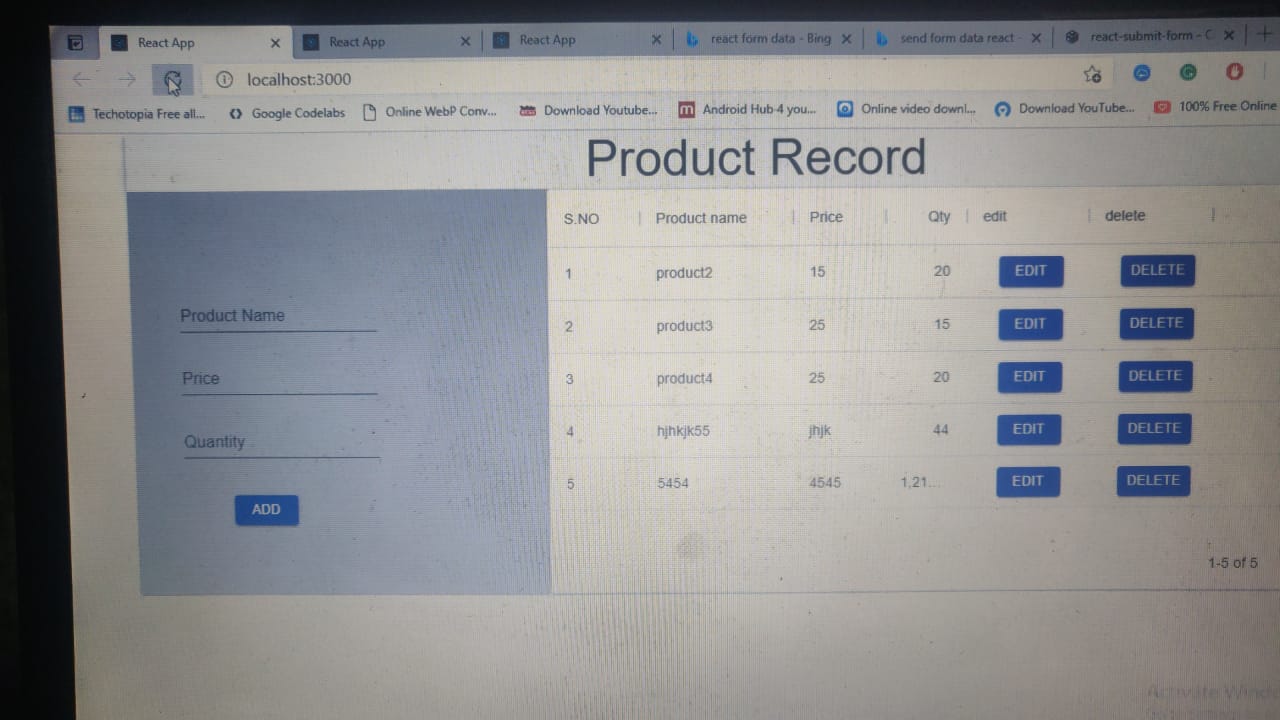 React App
React App
React App
react form data - Bing
send form data react -
react-submit-form - C
localhost:3000
Techotopia Free all...
Google Codelabs
Online WebP Conv...
Download Youtube...
Android Hub 4 you...
Online video downl...
Download YouTube...
100% Free Online
Product Record
S.NO Product name Price Qty edit delete
1 product2 15 20 EDIT DELETE
2 product3 25 15 EDIT DELETE
3 product4 25 20 EDIT DELETE
4 hjhkjk55 jhjk 44 EDIT DELETE
5 5454 4545 1,21... EDIT DELETE
1-5 of 5
Product Name
Price
Quantity
ADD
Activate Wind